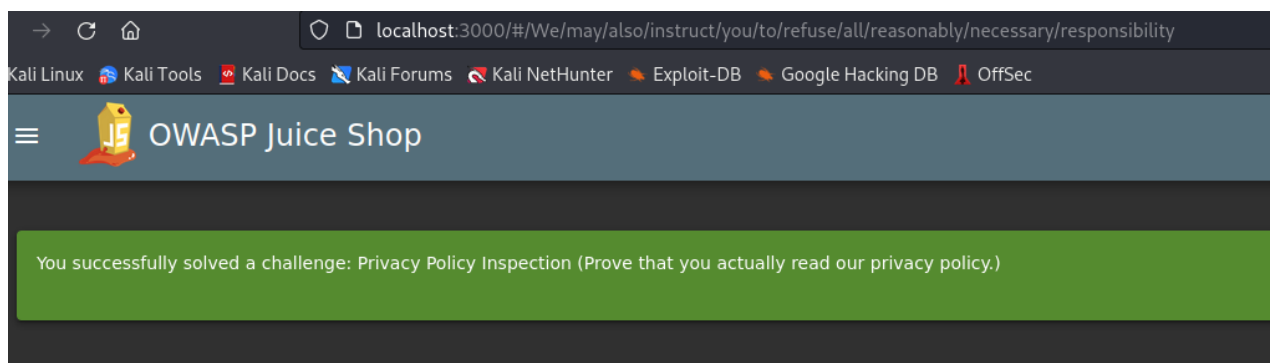 localhost:3000/#/We/may/also/instruct/you/to/refuse/all/reasonably/necessary/responsibility
Kali Linux Kali Tools Kali Docs Kali Forums Kali NetHunter Exploit-DB Google Hacking DB OffSec
JS OWASP Juice Shop
You successfully solved a challenge: Privacy Policy Inspection (Prove that you actually read our privacy policy.)